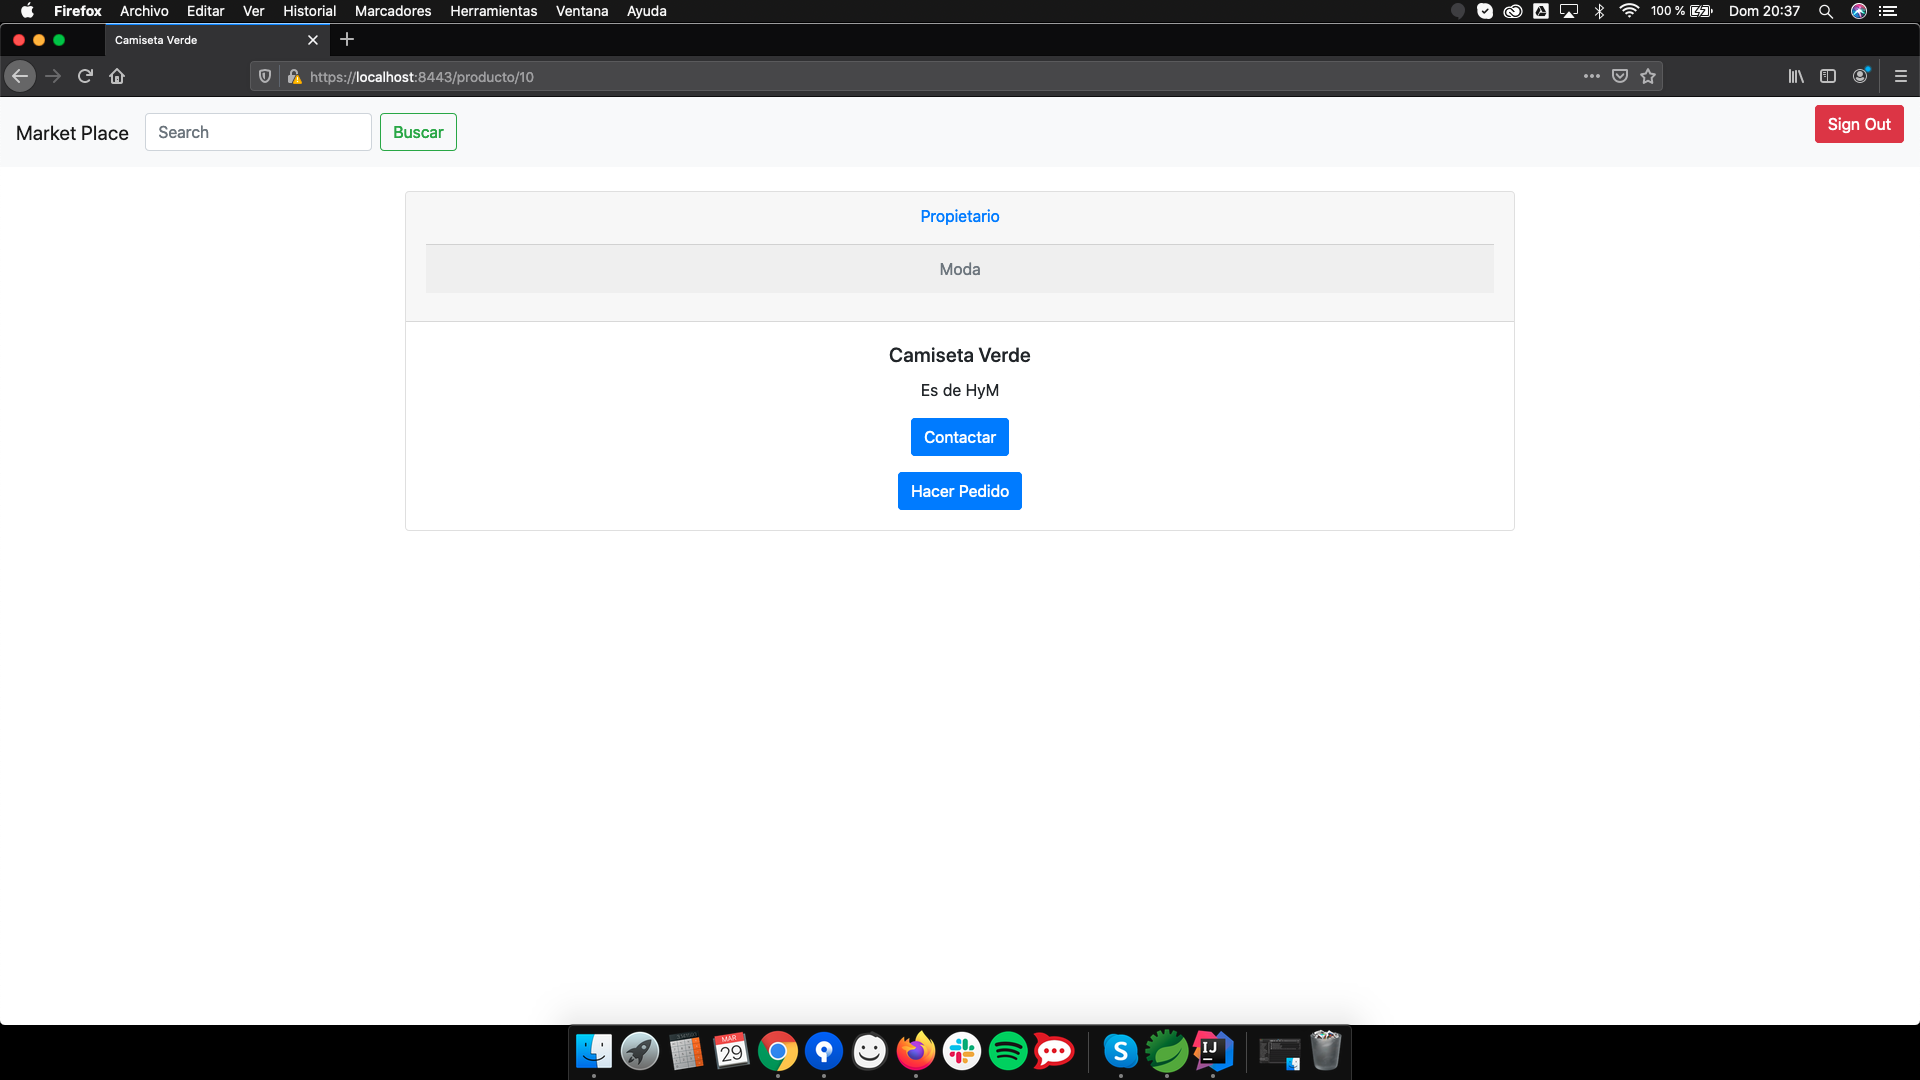 Firefox Archivo Editar Ver Historial Marcadores Herramientas Ventana Ayuda 100 % Dom 20:37
Camiseta Verde
https://localhost:8443/producto/10
Market Place Search Buscar Sign Out
Propietario
Moda
Camiseta Verde
Es de HyM
Contactar
Hacer Pedido
MAR
29
S
IJ